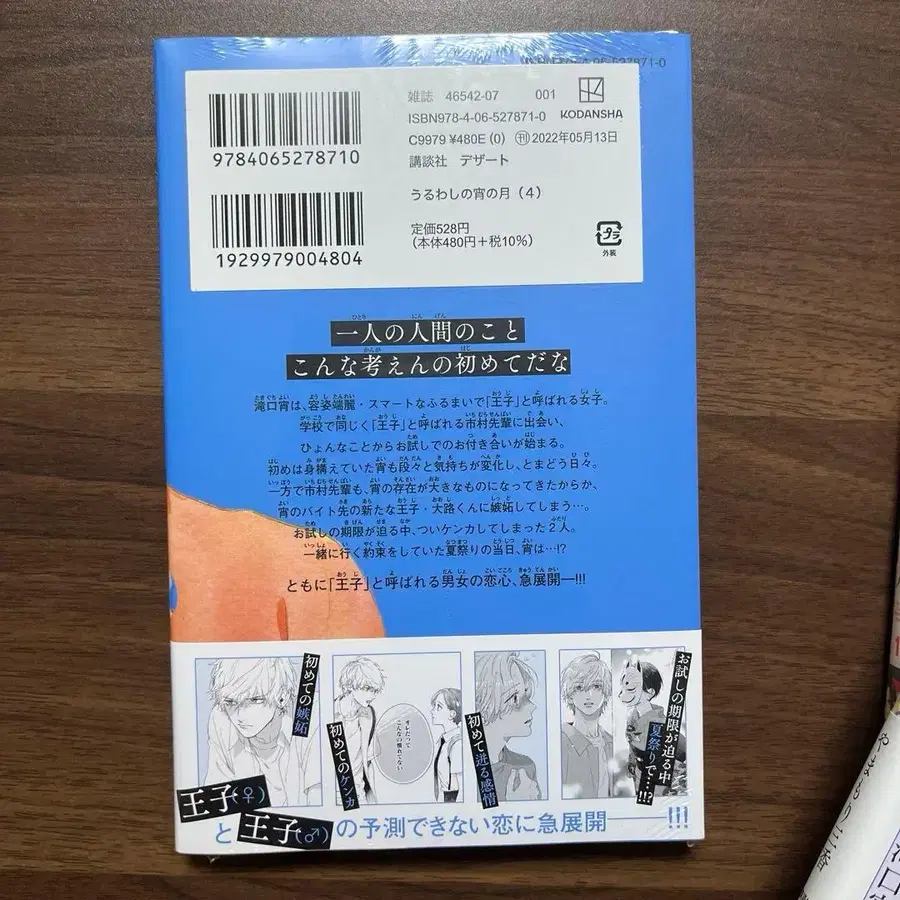 雑誌 46542-07 001
KODANSHA
ISBN978-4-06-527871-0
C9979 ¥480E (0) 刊 2022年05月13日
講談社 デザート
9784065278710
うるわしの宵の月（4）
定価528円
（本体480円＋税10%）
1929979004804
プラ
外装
一人の人間のこと
こんな考えんの初めてだな
滝口宵は、容姿端麗・スマートなふるまいで「王子」と呼ばれる女子。
学校で同じく「王子」と呼ばれる市村先輩に出会い、
ひょんなことからお試しでのお付き合いが始まる。
初めは身構えていた宵も段々と気持ちが変化し、とまどう日々。
一方で市村先輩も、宵の存在が大きなものになってきたからか、
宵のバイト先の新たな王子・大路くんに嫉妬してしまう…。
お試しの期限が迫る中、ついケンカしてしまった2人。
一緒に行く約束をしていた夏祭りの当日、宵は…!?
ともに「王子」と呼ばれる男女の恋心、急展開―!!!
初めての嫉妬
初めてのケンカ
それだって
こんなの慣れてない
初めて迸る感情
お試しの期限が迫る中
夏祭りで…!!?
王子(♀)
と王子(♂)の予測できない恋に急展開――!!!